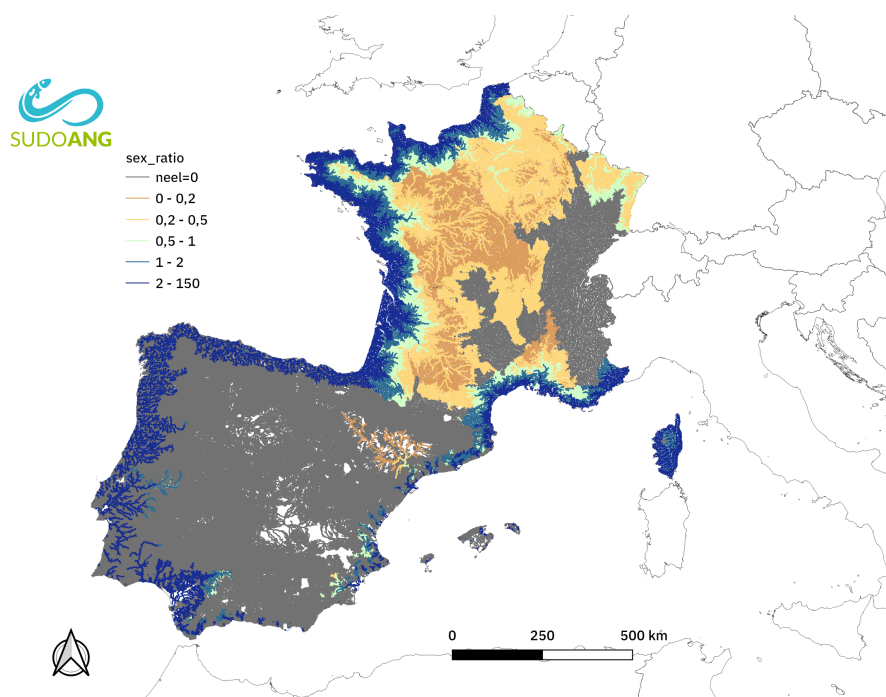 SUDOANG
sex_ratio
neel=0
0 - 0,2
0,2 - 0,5
0,5 - 1
1 - 2
2 - 150
0 250 500 km